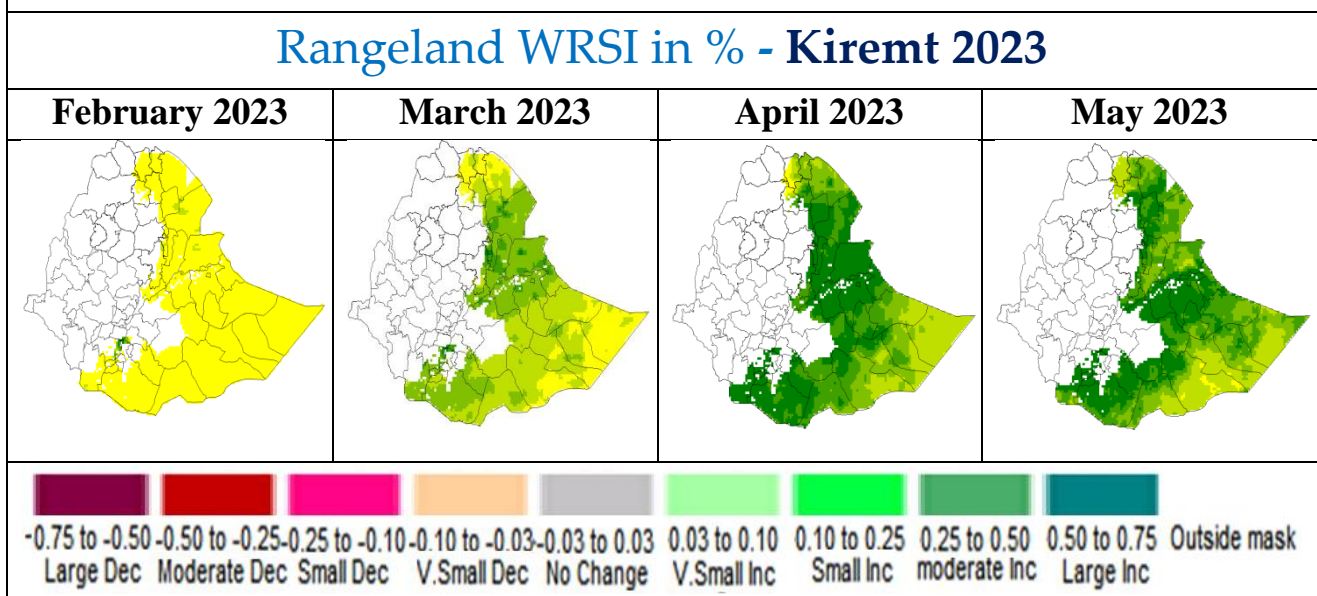 Rangeland WRSI in % - Kiremt 2023
February 2023 March 2023 April 2023 May 2023
-0.75 to -0.50 -0.50 to -0.25 -0.25 to -0.10 -0.10 to -0.03 -0.03 to 0.03 0.03 to 0.10 0.10 to 0.25 0.25 to 0.50 0.50 to 0.75 Outside mask
Large Dec Moderate Dec Small Dec V.Small Dec No Change V.Small Inc Small Inc moderate Inc Large Inc